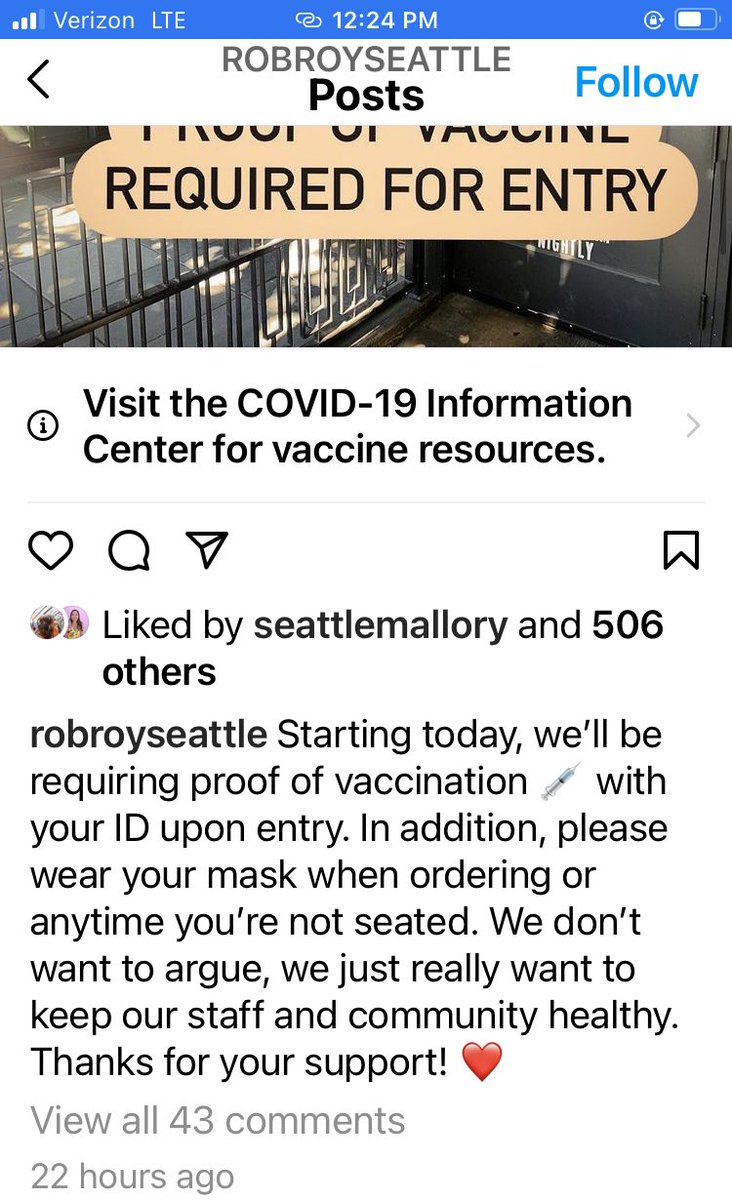 Verizon LTE 12:24 PM
ROBROYSEATTLE
Posts
Follow
PROOF OF VACCINE
REQUIRED FOR ENTRY
NIGHTLY
Visit the COVID-19 Information
Center for vaccine resources.
Liked by seattlemallory and 506
others
robroyseattle Starting today, we’ll be
requiring proof of vaccination 💉 with
your ID upon entry. In addition, please
wear your mask when ordering or
anytime you’re not seated. We don’t
want to argue, we just really want to
keep our staff and community healthy.
Thanks for your support! ❤️
View all 43 comments
22 hours ago